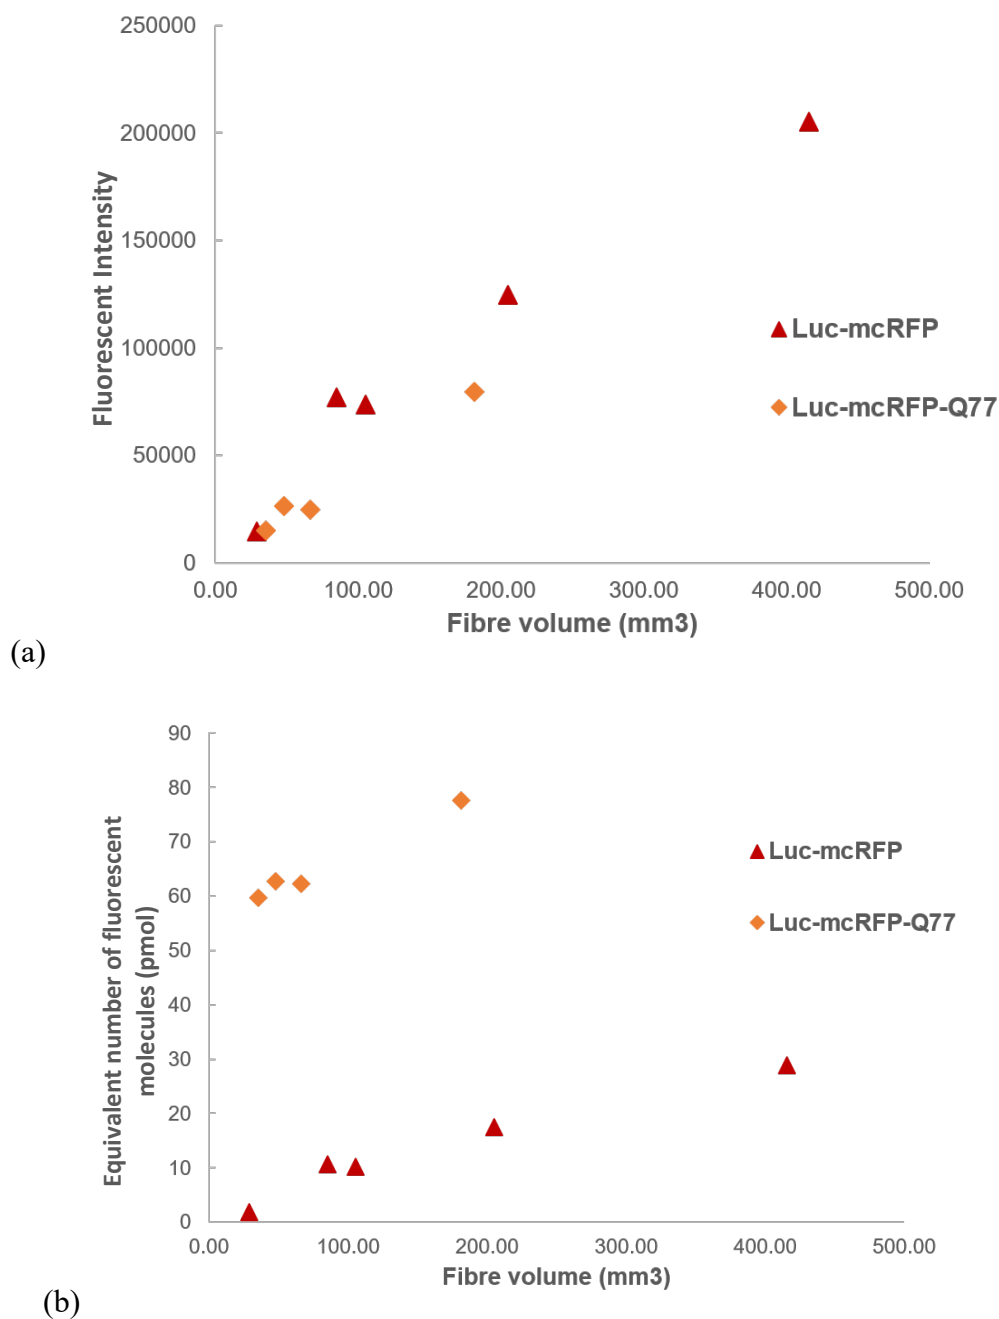 250000
200000
150000
100000
50000
0
Fluorescent Intensity
0.00 100.00 200.00 300.00 400.00 500.00
Fibre volume (mm3)
Luc-mcRFP
Luc-mcRFP-Q77
(a)
90
80
70
60
50
40
30
20
10
0
Equivalent number of fluorescent
molecules (pmol)
0.00 100.00 200.00 300.00 400.00 500.00
Fibre volume (mm3)
Luc-mcRFP
Luc-mcRFP-Q77
(b)